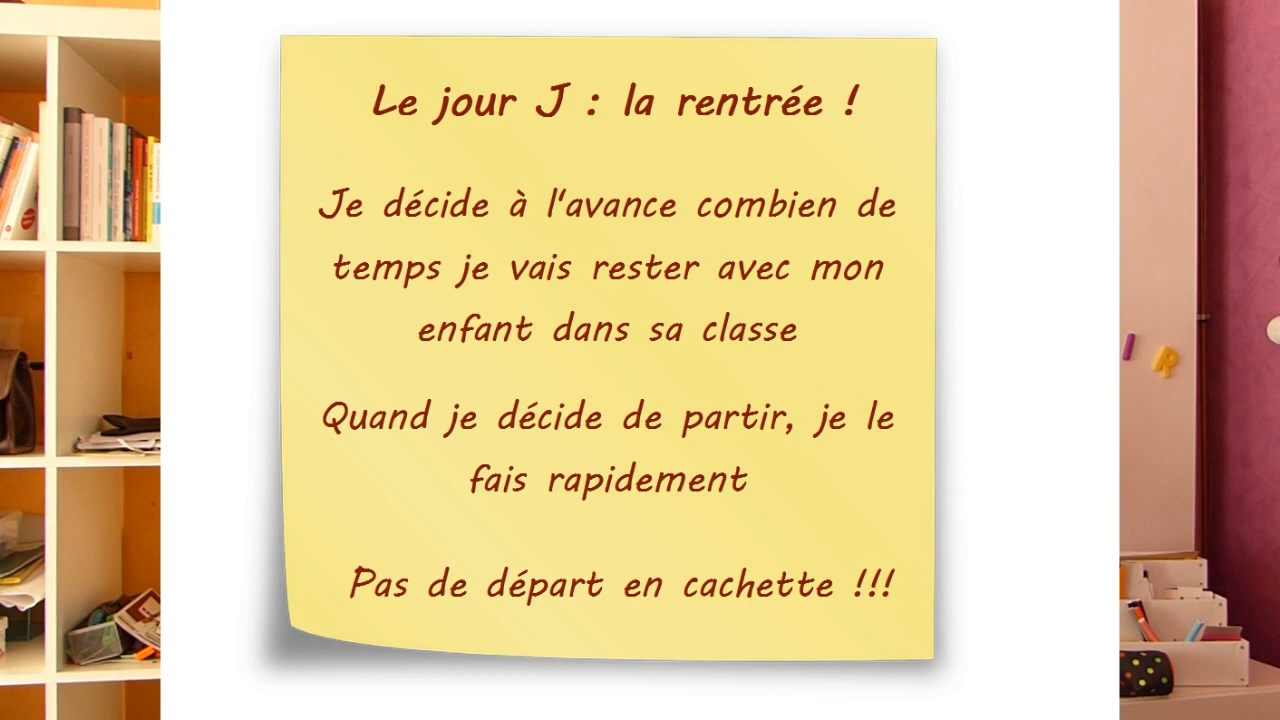 Le jour J : la rentrée !
Je décide à l'avance combien de
temps je vais rester avec mon
enfant dans sa classe
Quand je décide de partir, je le
fais rapidement
Pas de départ en cachette !!!